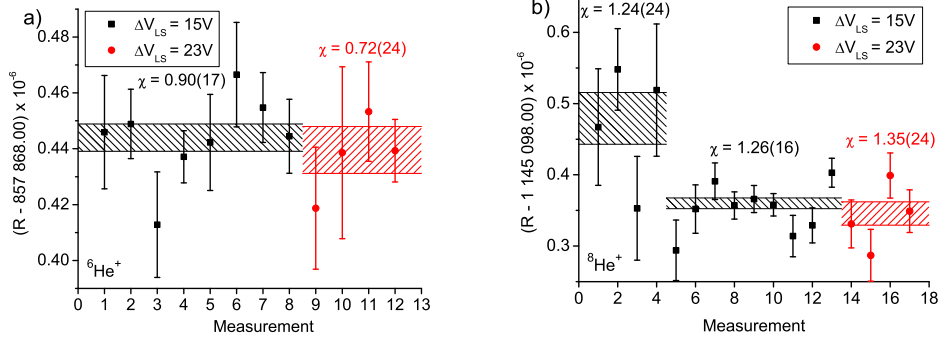 a)
ΔV_LS = 15V
ΔV_LS = 23V
χ = 0.90(17)
χ = 0.72(24)
0.48
0.46
0.44
0.42
0.40
(R - 857 868.00) x 10^-6
^6He^+
0 1 2 3 4 5 6 7 8 9 10 11 12 13
Measurement
b)
χ = 1.24(24)
ΔV_LS = 15V
ΔV_LS = 23V
χ = 1.26(16)
χ = 1.35(24)
0.6
0.5
0.4
0.3
(R - 1 145 098.00) x 10^-6
^8He^+
0 2 4 6 8 10 12 14 16 18
Measurement